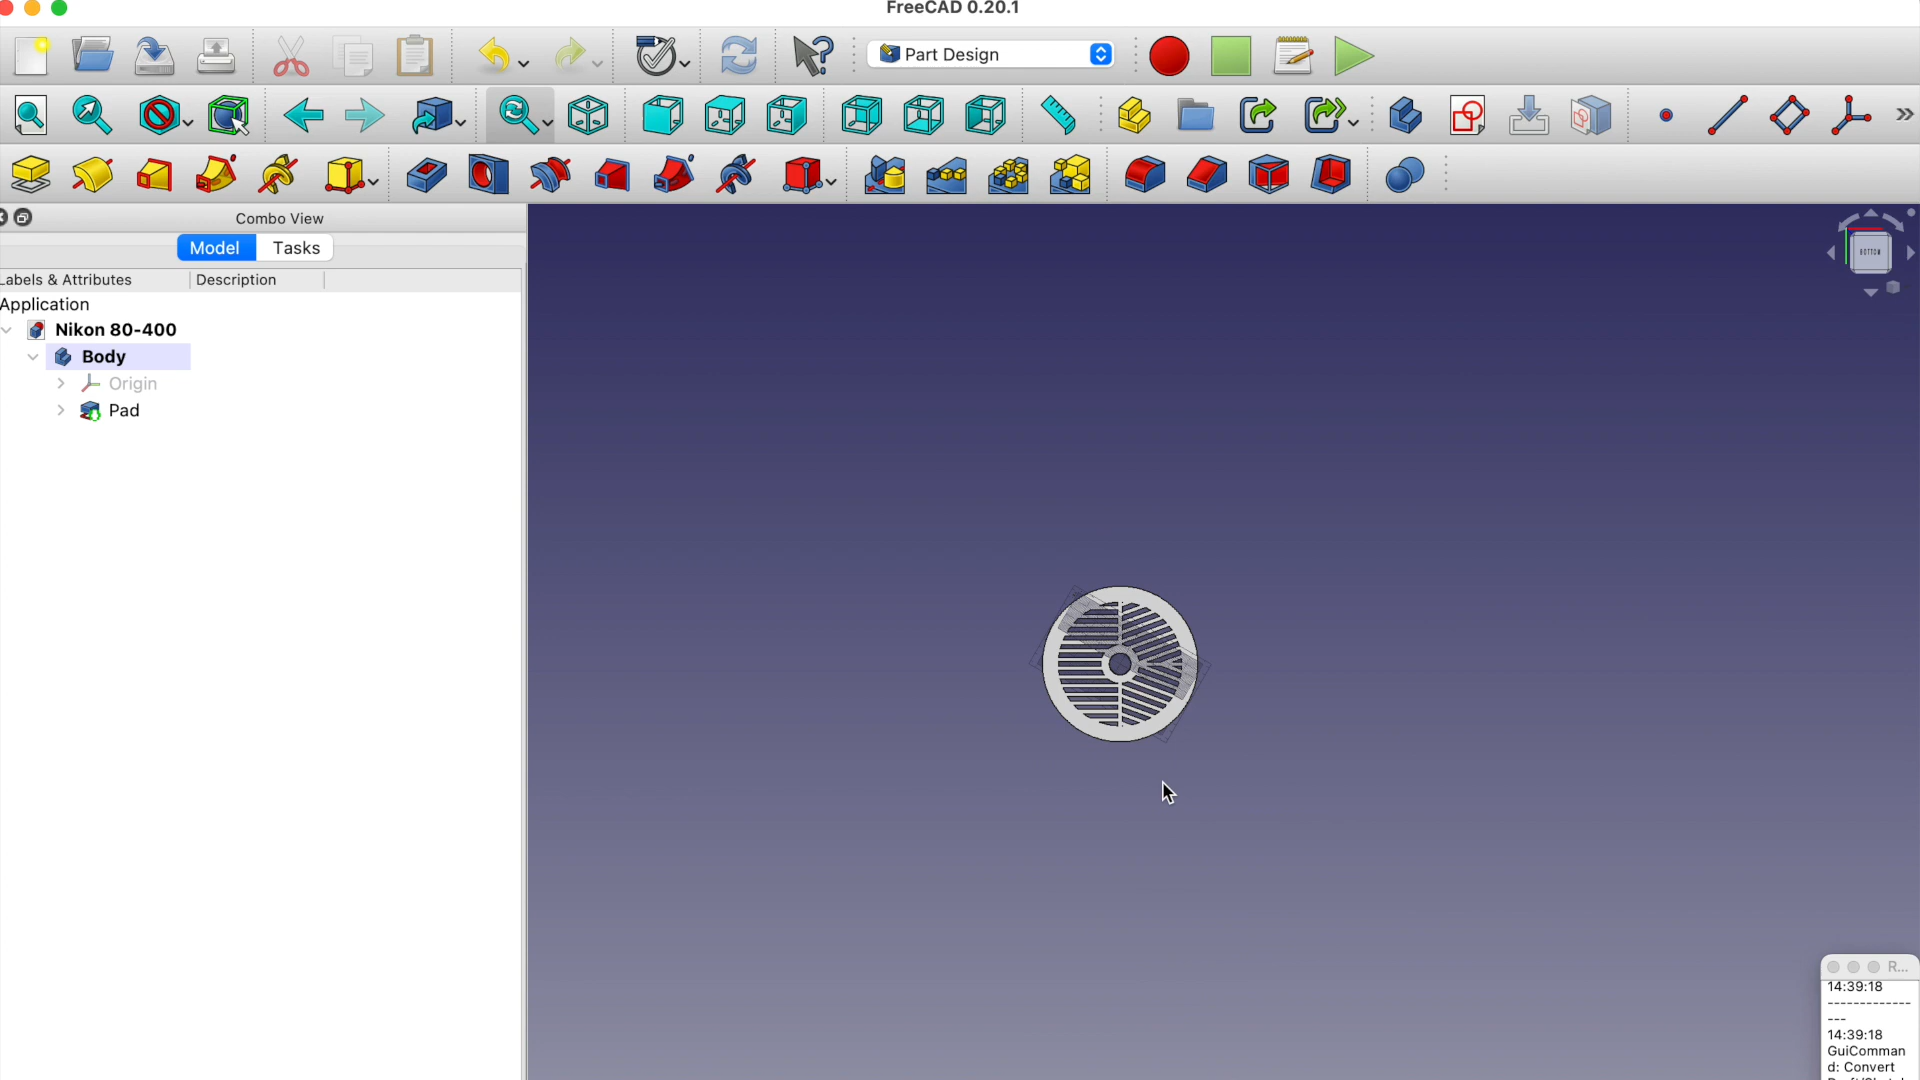 FreeCAD 0.20.1
Part Design
Combo View
Model Tasks
Labels & Attributes Description
Application
Nikon 80-400
Body
Origin
Pad
BOTTOM
R...
14:39:18
--------------
---
14:39:18
GuiComman
d: Convert